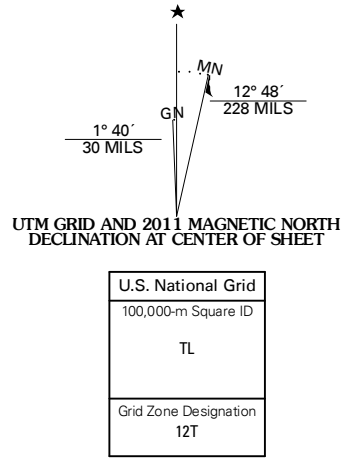 ★
MN
GN
12° 48´
228 MILS
1° 40´
30 MILS
UTM GRID AND 2011 MAGNETIC NORTH
DECLINATION AT CENTER OF SHEET
U.S. National Grid
100,000-m Square ID
TL
Grid Zone Designation
12T